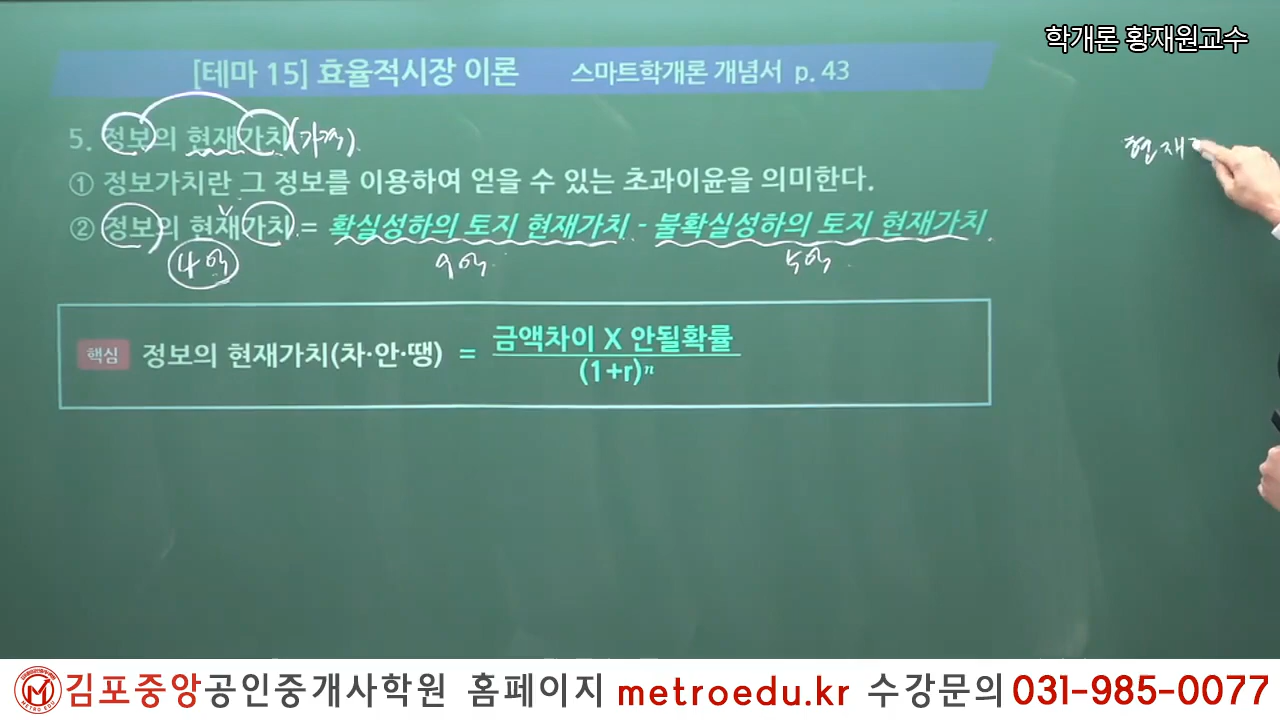 학개론 황재원교수
[테마 15] 효율적시장 이론 스마트학개론 개념서 p. 43
5. 정보의 현재가치(가격).
① 정보가치란 그 정보를 이용하여 얻을 수 있는 초과이윤을 의미한다.
② 정보의 현재가치 = 확실성하의 토지 현재가치 - 불확실성하의 토지 현재가치
4억 9억 5억
현재
핵심 정보의 현재가치(차·안·땡) = 금액차이 X 안될확률
(1+r)ⁿ
METRO EDU
김포중앙공인중개사학원 홈페이지 metroedu.kr 수강문의 031-985-0077